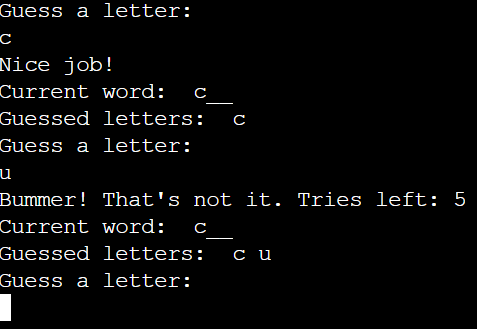 Guess a letter:
c
Nice job!
Current word:  c__
Guessed letters:  c
Guess a letter:
u
Bummer! That's not it. Tries left: 5
Current word:  c__
Guessed letters:  c u
Guess a letter: